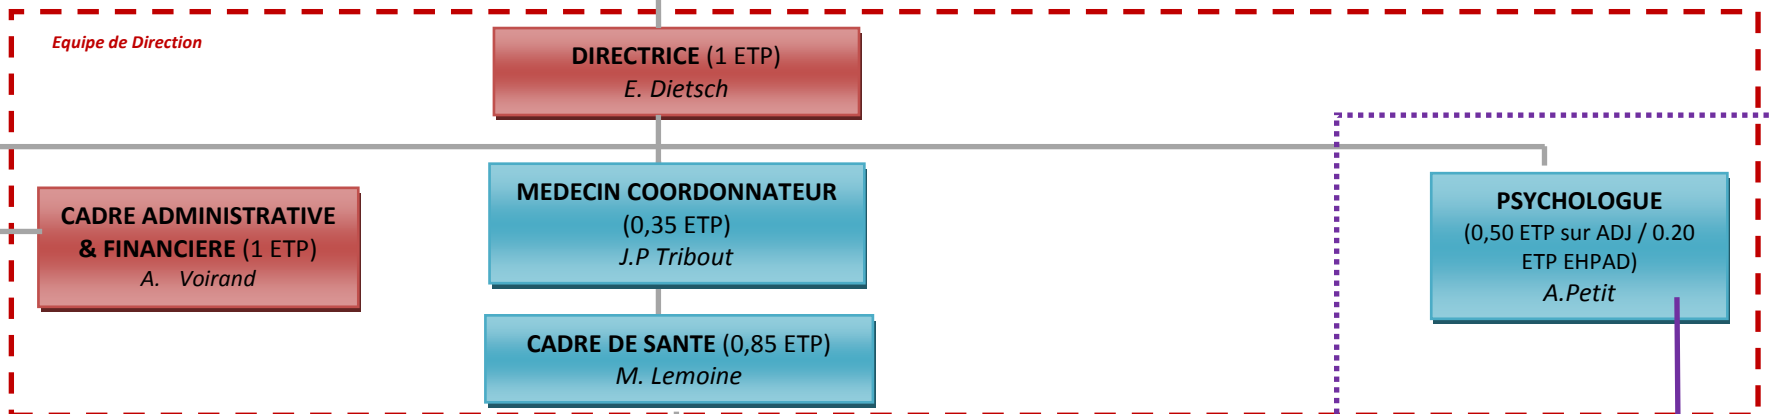 Equipe de Direction
DIRECTRICE (1 ETP)
E. Dietsch
CADRE ADMINISTRATIVE
& FINANCIERE (1 ETP)
A. Voirand
MEDECIN COORDONNATEUR
(0,35 ETP)
J.P Tribout
CADRE DE SANTE (0,85 ETP)
M. Lemoine
PSYCHOLOGUE
(0,50 ETP sur ADJ / 0.20
ETP EHPAD)
A.Petit